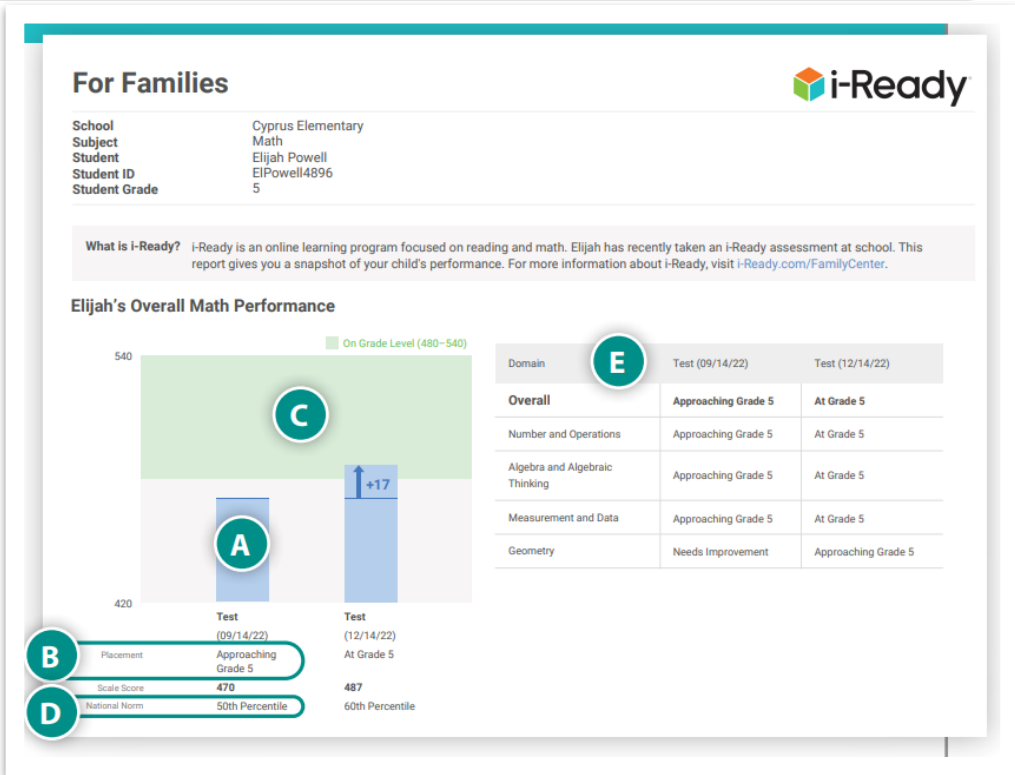 For Families
i-Ready
School Cyprus Elementary
Subject Math
Student Elijah Powell
Student ID ElPowell4896
Student Grade 5
What is i-Ready? i-Ready is an online learning program focused on reading and math. Elijah has recently taken an i-Ready assessment at school. This
report gives you a snapshot of your child's performance. For more information about i-Ready, visit i-Ready.com/FamilyCenter.
Elijah's Overall Math Performance
On Grade Level (480–540)
540
C
+17
A
420
Test Test
(09/14/22) (12/14/22)
B Placement Approaching At Grade 5
Grade 5
Scale Score 470 487
D National Norm 50th Percentile 60th Percentile
Domain E Test (09/14/22) Test (12/14/22)
Overall Approaching Grade 5 At Grade 5
Number and Operations Approaching Grade 5 At Grade 5
Algebra and Algebraic
Thinking Approaching Grade 5 At Grade 5
Measurement and Data Approaching Grade 5 At Grade 5
Geometry Needs Improvement Approaching Grade 5